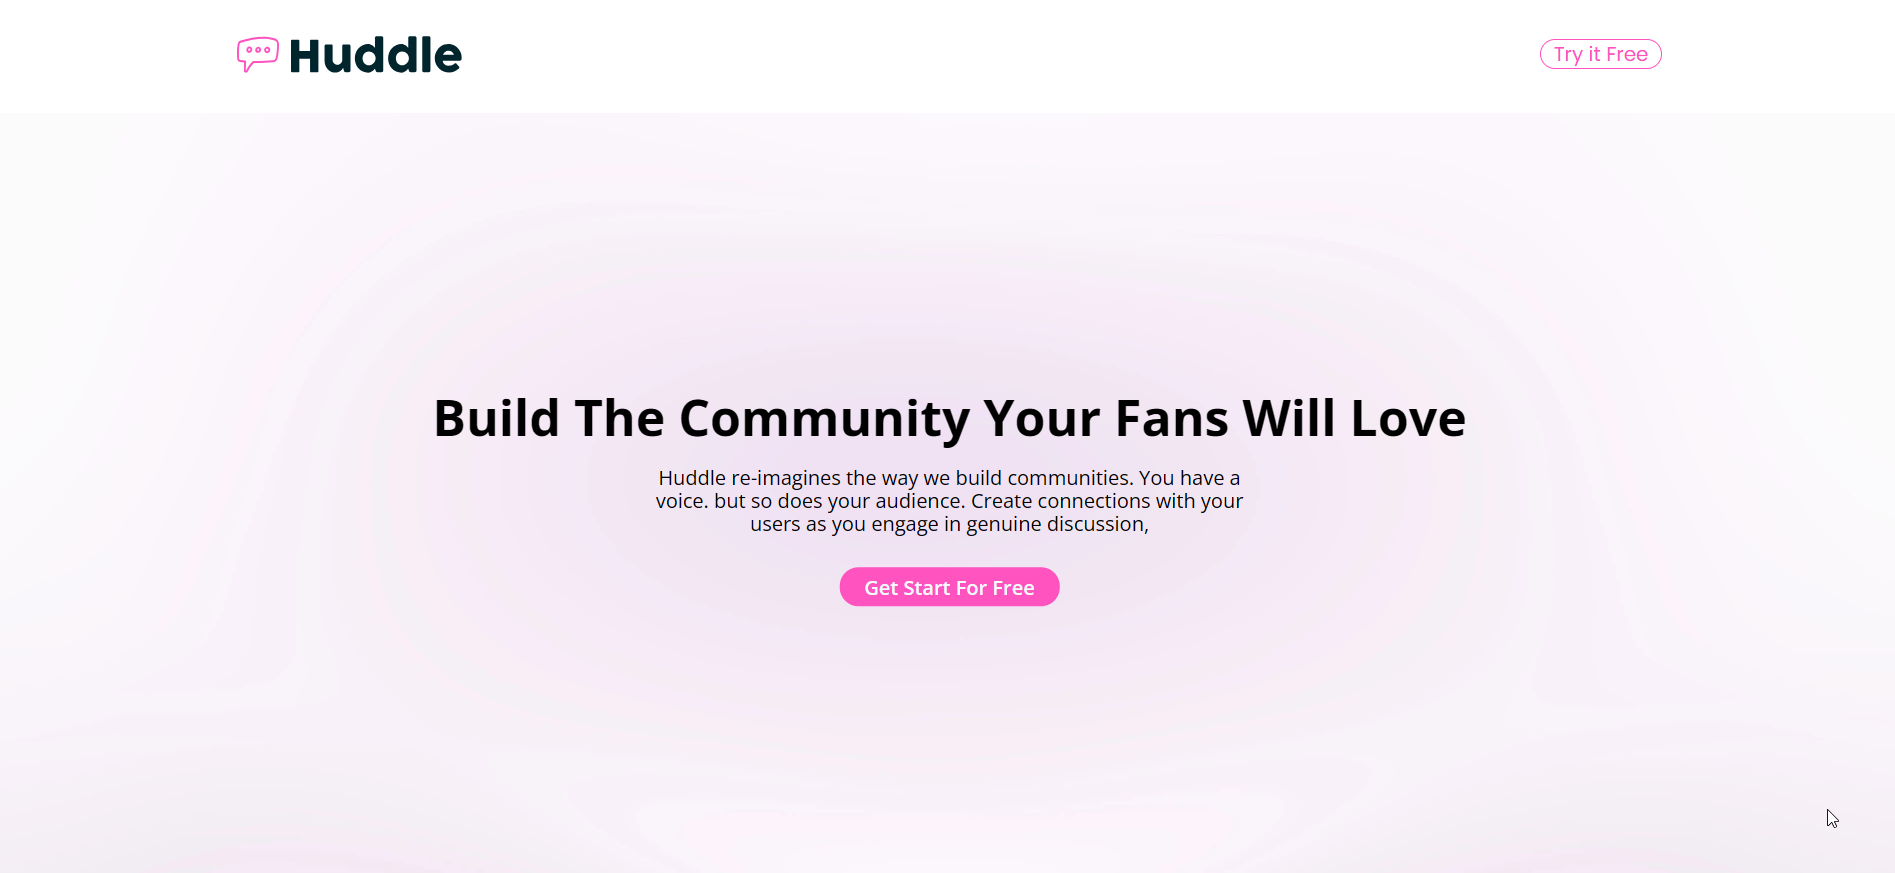 Huddle
Try it Free
Build The Community Your Fans Will Love
Huddle re-imagines the way we build communities. You have a
voice. but so does your audience. Create connections with your
users as you engage in genuine discussion,
Get Start For Free